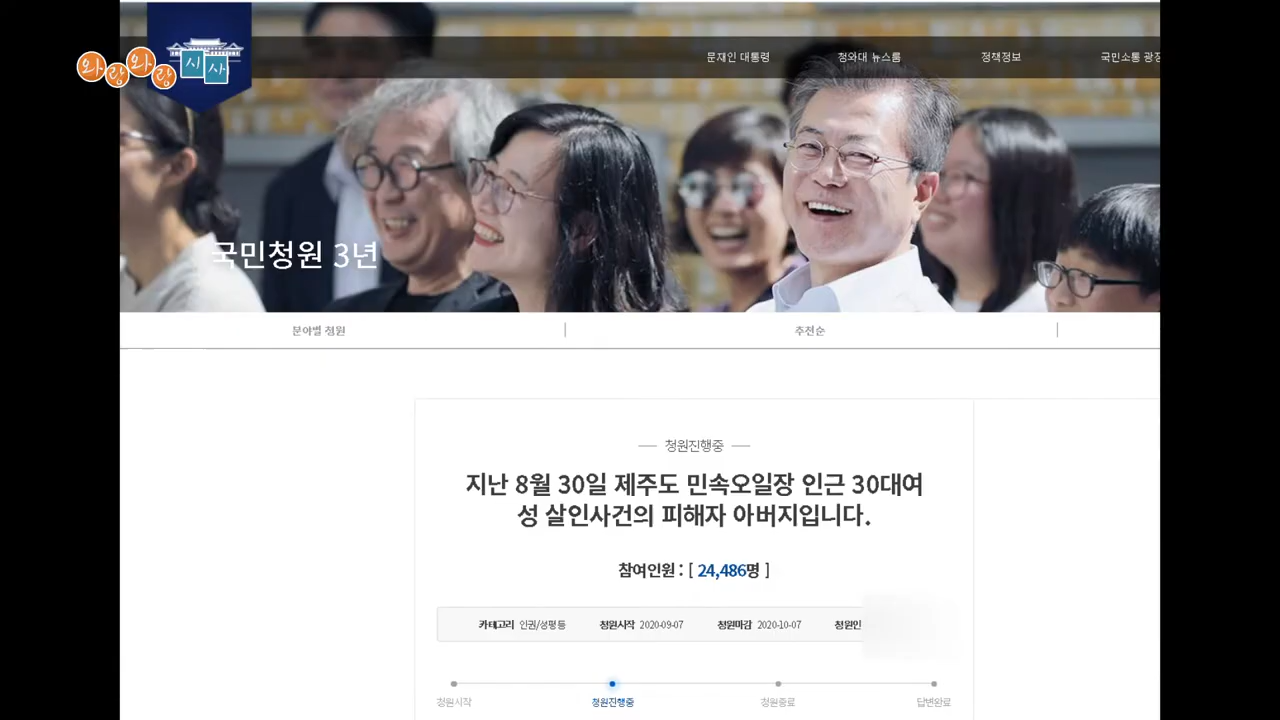 와랑와랑 시사
문재인 대통령 청와대 뉴스룸 정책정보 국민소통 광장
국민청원 3년
분야별 청원 추천순
청원진행중
지난 8월 30일 제주도 민속오일장 인근 30대여
성 살인사건의 피해자 아버지입니다.
참여인원 : [ 24,486명 ]
카테고리 인권/성평등 청원시작 2020-09-07 청원마감 2020-10-07 청원인
청원시작 청원진행중 청원종료 답변완료